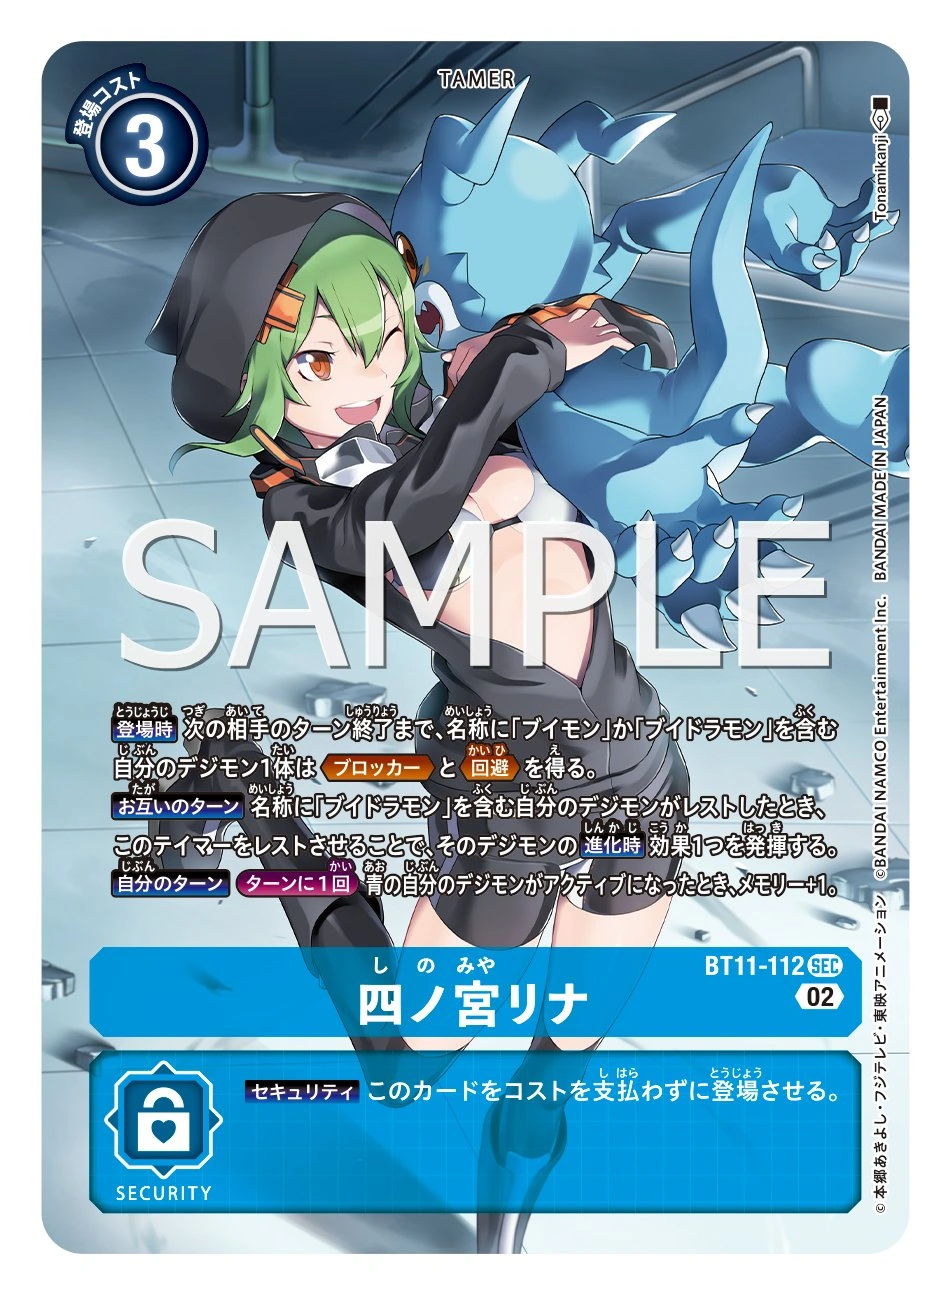 TAMER
登場コスト
3
Tonamikanji
SAMPLE
登場時 次の相手のターン終了まで、名称に「ブイモン」か「ブイドラモン」を含む
自分のデジモン1体は ブロッカー と 回避 を得る。
お互いのターン 名称に「ブイドラモン」を含む自分のデジモンがレストしたとき、
このテイマーをレストさせることで、そのデジモンの 進化時 効果1つを発揮する。
自分のターン ターンに1回 青の自分のデジモンがアクティブになったとき、メモリー+1。
BT11-112 SEC
02
しのみや
四ノ宮リナ
セキュリティ このカードをコストを支払わずに登場させる。
SECURITY
©本郷あきよし・フジテレビ・東映アニメーション ©BANDAI NAMCO Entertainment Inc. BANDAI MADE IN JAPAN